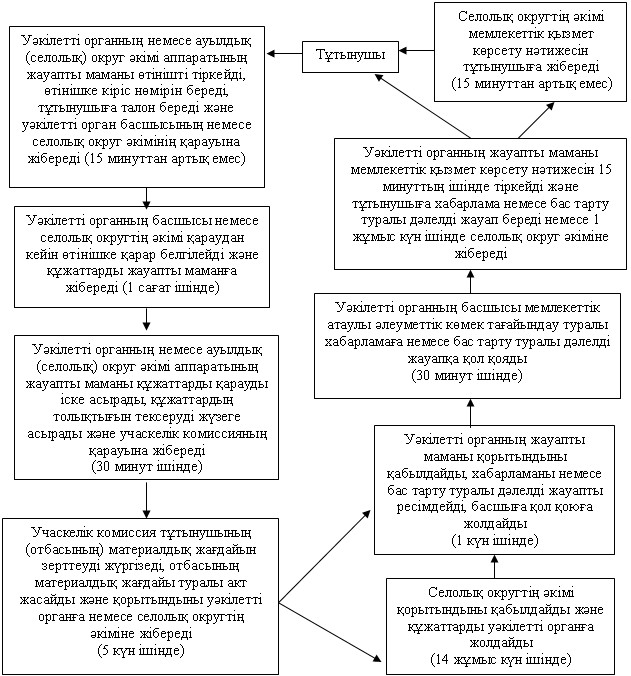 Уәкілетті органның немесе ауылдық
(селолық) округ әкімі аппаратының
жауапты маманы өтінішті тіркейді,
өтінішке кіріс нөмірін береді,
тұтынушыға талон береді және
уәкілетті орган басшысының немесе
селолық округ әкімінің қарауына
жібереді (15 минуттан артық емес)
Тұтынушы
Селолық округтің әкімі
мемлекеттік қызмет
көрсету нәтижесін
тұтынушыға жібереді
(15 минуттан артық емес)
Уәкілетті органның басшысы немесе
селолық округтің әкімі қараудан
кейін өтінішке қарар белгілейді және
құжаттарды жауапты маманға
жібереді (1 сағат ішінде)
Уәкілетті органның жауапты маманы
мемлекеттік қызмет көрсету нәтижесін 15
минуттың ішінде тіркейді және
тұтынушыға хабарлама немесе бас тарту
туралы дәлелді жауап береді немесе 1
жұмыс күн ішінде селолық округ әкіміне
жібереді
Уәкілетті органның немесе ауылдық
(селолық) округ әкімі аппаратының
жауапты маманы құжаттарды қарауды
іске асырады, құжаттардың
толықтығын тексеруді жүзеге
асырады және учаскелік комиссияның
қарауына жібереді
(30 минут ішінде)
Уәкілетті органның басшысы мемлекеттік
атаулы әлеуметтік көмек тағайындау туралы
хабарламаға немесе бас тарту туралы дәлелді
жауапқа қол қояды
(30 минут ішінде)
Учаскелік комиссия тұтынушының
(отбасының) материалдық жағдайын
зерттеуді жүргізеді, отбасының
материалдық жағдайы туралы акт
жасайды және қорытындыны уәкілетті
органға немесе селолық округтің
әкіміне жібереді
(5 күн ішінде)
Уәкілетті органның жауапты
маманы қорытындыны
қабылдайды, хабарламаны немесе
бас тарту туралы дәлелді жауапты
ресімдейді, басшыға қол қоюға
жолдайды
(1 күн ішінде)
Селолық округтің әкімі
қорытындыны қабылдайды және
құжаттарды уәкілетті органға
жолдайды
(14 жұмыс күн ішінде)